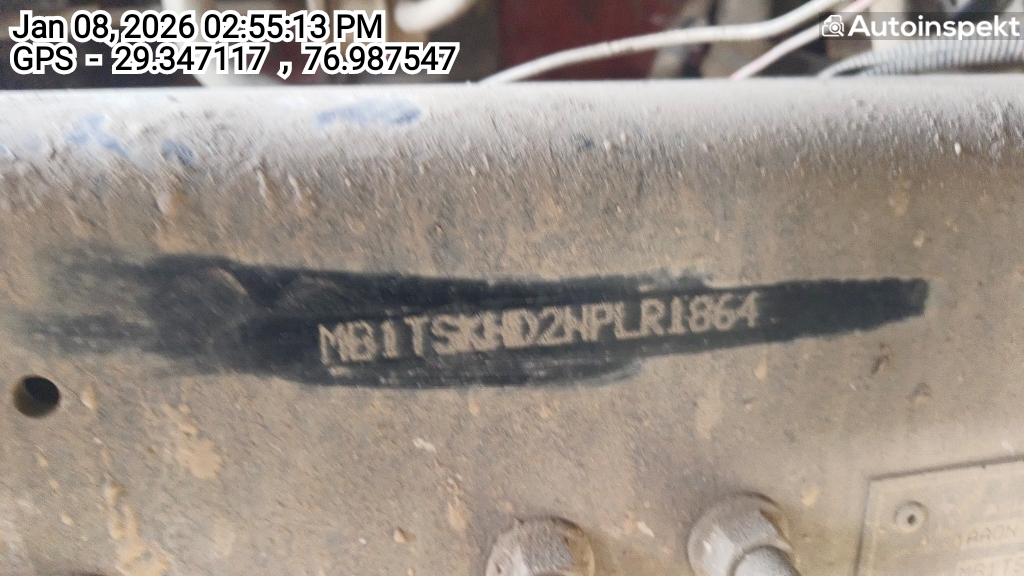 Jan 08, 2026 02:55:13 PM
GPS - 29.347117 , 76.987547
Autoinspekt
MB1TSKHD2NPLR1864